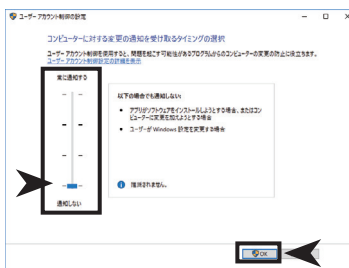 ユーザー アカウント制御の設定
コンピューターに対する変更の通知を受け取るタイミングの選択
ユーザー アカウント制御を使用すると、問題を起こす可能性があるプログラムからのコンピューターの変更の防止に役立ちます。
ユーザー アカウント制御設定の詳細を表示
常に通知する
以下の場合でも通知しない:
• アプリがソフトウェアをインストールしようとする場合、またはコン
ピューターに変更を加えようとする場合
• ユーザーが Windows 設定を変更する場合
推奨されません。
通知しない
OK